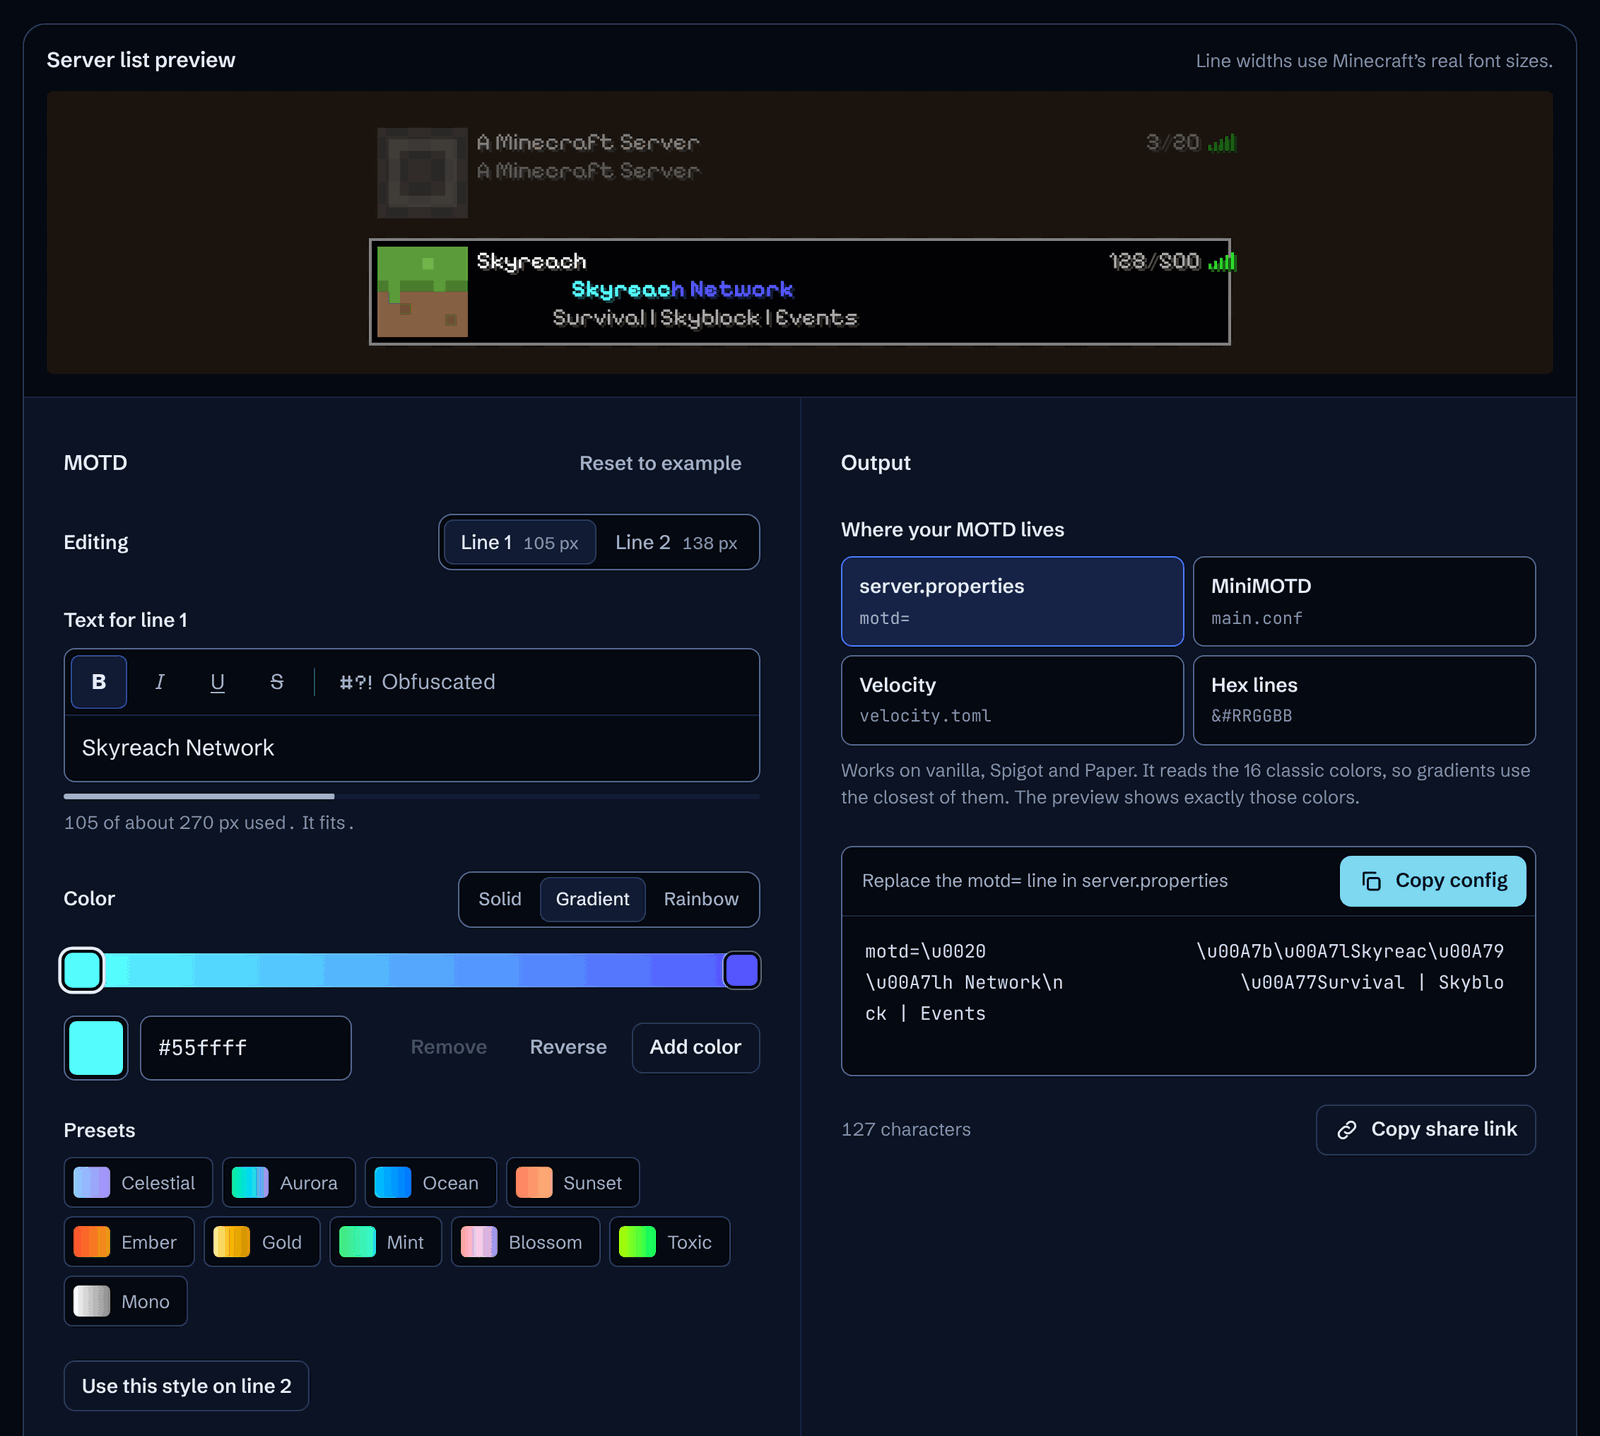 Server list preview
Line widths use Minecraft's real font sizes.
A Minecraft Server
3/20
A Minecraft Server
Skyreach
128/200
Skyreach Network
Survival | Skyblock | Events
MOTD
Reset to example
Editing
Line 1 105 px
Line 2 138 px
Text for line 1
B I U S #?! Obfuscated
Skyreach Network
105 of about 270 px used. It fits.
Color
Solid
Gradient
Rainbow
#55ffff
Remove
Reverse
Add color
Presets
Celestial
Aurora
Ocean
Sunset
Ember
Gold
Mint
Blossom
Toxic
Mono
Use this style on line 2
Output
Where your MOTD lives
server.properties
motd=
MiniMOTD
main.conf
Velocity
velocity.toml
Hex lines
&#RRGGBB
Works on vanilla, Spigot and Paper. It reads the 16 classic colors, so gradients use
the closest of them. The preview shows exactly those colors.
Replace the motd= line in server.properties
Copy config
motd=\u0020 \u00A7b\u00A7lSkyreac\u00A79
\u00A7lh Network\n \u00A77Survival | Skyblo
ck | Events
127 characters
Copy share link